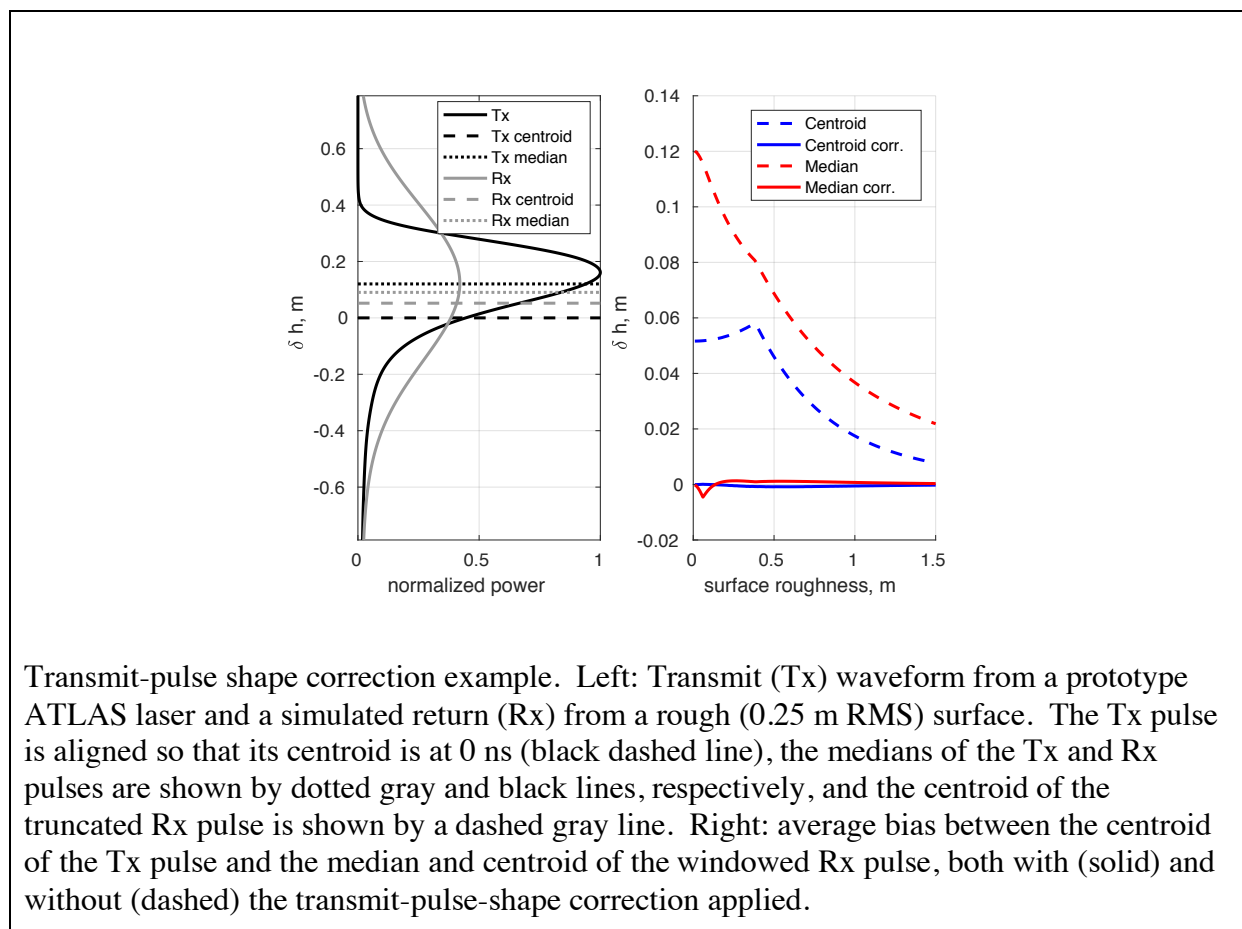 Tx
Tx centroid
Tx median
Rx
Rx centroid
Rx median
0.6
0.4
0.2
0
-0.2
-0.4
-0.6
δ h, m
0
0.5
1
normalized power
Centroid
Centroid corr.
Median
Median corr.
0.14
0.12
0.1
0.08
0.06
0.04
0.02
0
-0.02
δ h, m
0
0.5
1
1.5
surface roughness, m
Transmit-pulse shape correction example.  Left: Transmit (Tx) waveform from a prototype
ATLAS laser and a simulated return (Rx) from a rough (0.25 m RMS) surface.  The Tx pulse
is aligned so that its centroid is at 0 ns (black dashed line), the medians of the Tx and Rx
pulses are shown by dotted gray and black lines, respectively, and the centroid of the
truncated Rx pulse is shown by a dashed gray line.  Right: average bias between the centroid
of the Tx pulse and the median and centroid of the windowed Rx pulse, both with (solid) and
without (dashed) the transmit-pulse-shape correction applied.